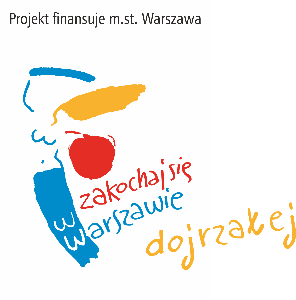 Projekt finansuje m.st. Warszawa
zakochaj się
w Warszawie
dojrzałej